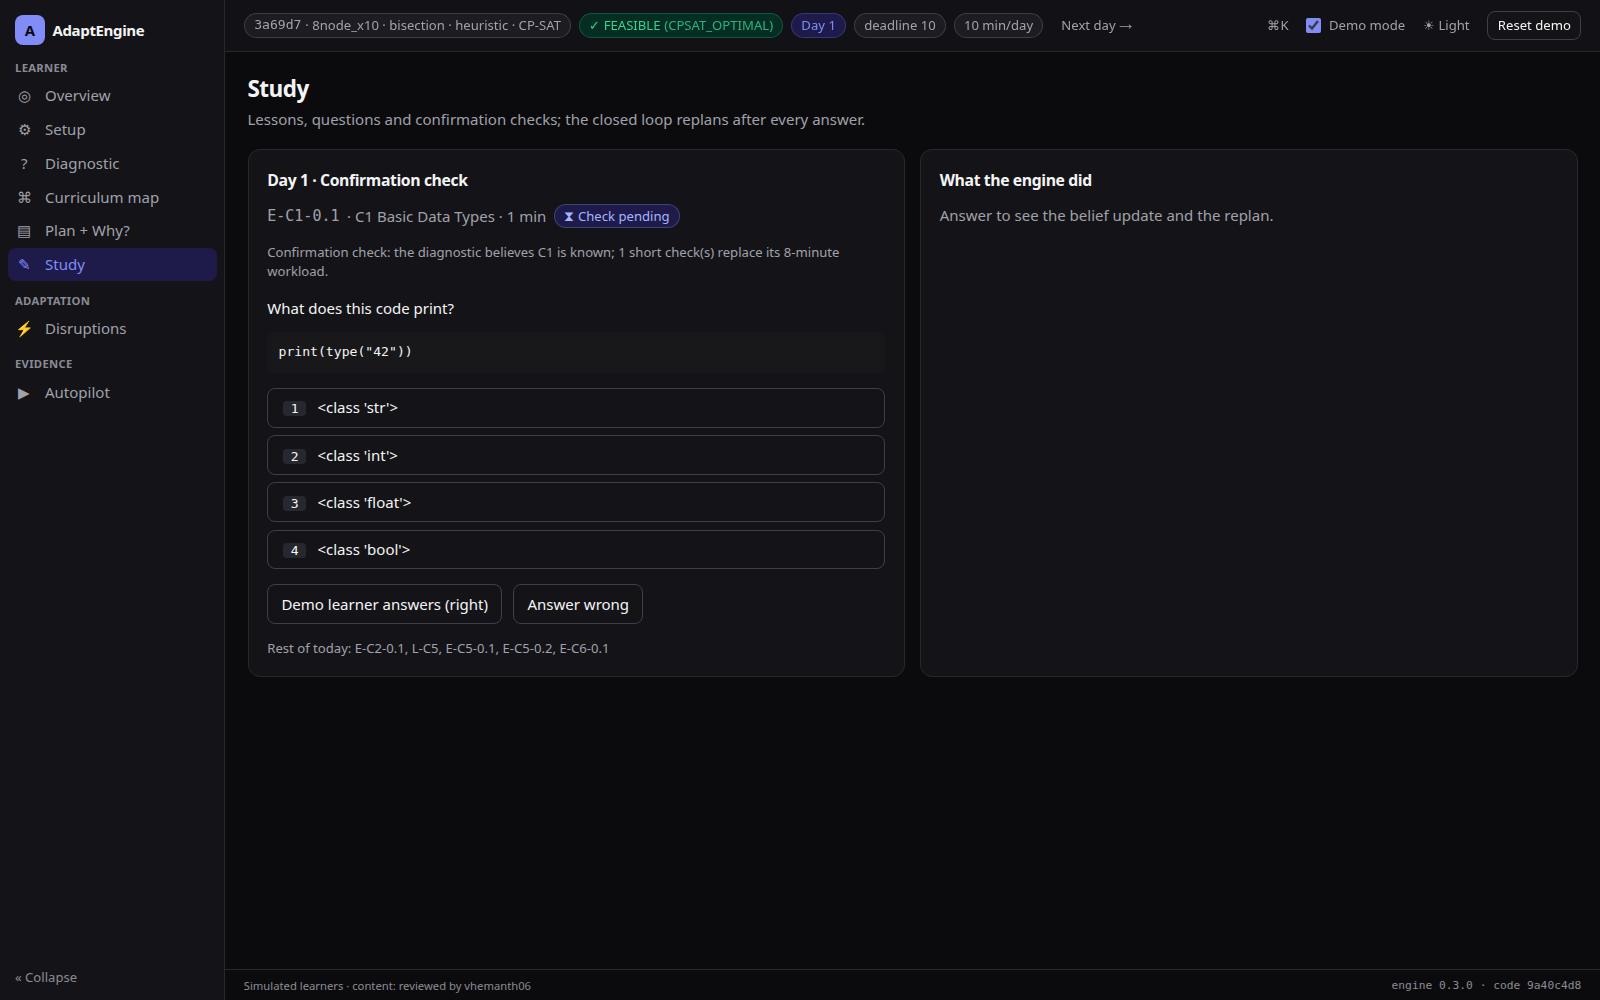 A AdaptEngine
LEARNER
◎ Overview
⚙ Setup
? Diagnostic
⌘ Curriculum map
▤ Plan + Why?
✎ Study
ADAPTATION
⚡ Disruptions
EVIDENCE
▶ Autopilot
« Collapse
3a69d7 · 8node_x10 · bisection · heuristic · CP-SAT ✓ FEASIBLE (CPSAT_OPTIMAL) Day 1 deadline 10 10 min/day Next day → ⌘K Demo mode ☀ Light Reset demo
Study
Lessons, questions and confirmation checks; the closed loop replans after every answer.
Day 1 · Confirmation check
E-C1-0.1 · C1 Basic Data Types · 1 min ⧗ Check pending
Confirmation check: the diagnostic believes C1 is known; 1 short check(s) replace its 8-minute
workload.
What does this code print?
print(type("42"))
1 <class 'str'>
2 <class 'int'>
3 <class 'float'>
4 <class 'bool'>
Demo learner answers (right) Answer wrong
Rest of today: E-C2-0.1, L-C5, E-C5-0.1, E-C5-0.2, E-C6-0.1
What the engine did
Answer to see the belief update and the replan.
Simulated learners · content: reviewed by vhemanth06
engine 0.3.0 · code 9a40c4d8